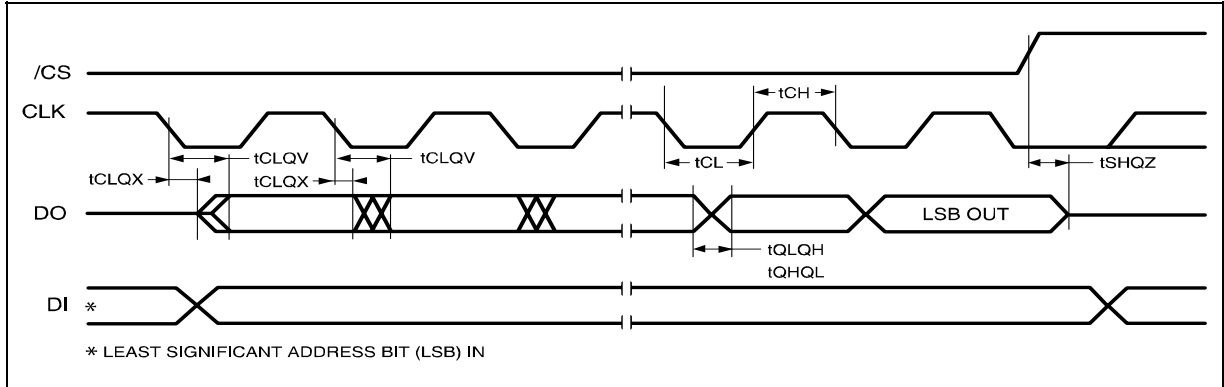 /CS
CLK
tCH
tCLQV
tCLQV
tCL
tSHQZ
tCLQX
tCLQX
DO
LSB OUT
tQLQH
tQHQL
DI *
* LEAST SIGNIFICANT ADDRESS BIT (LSB) IN